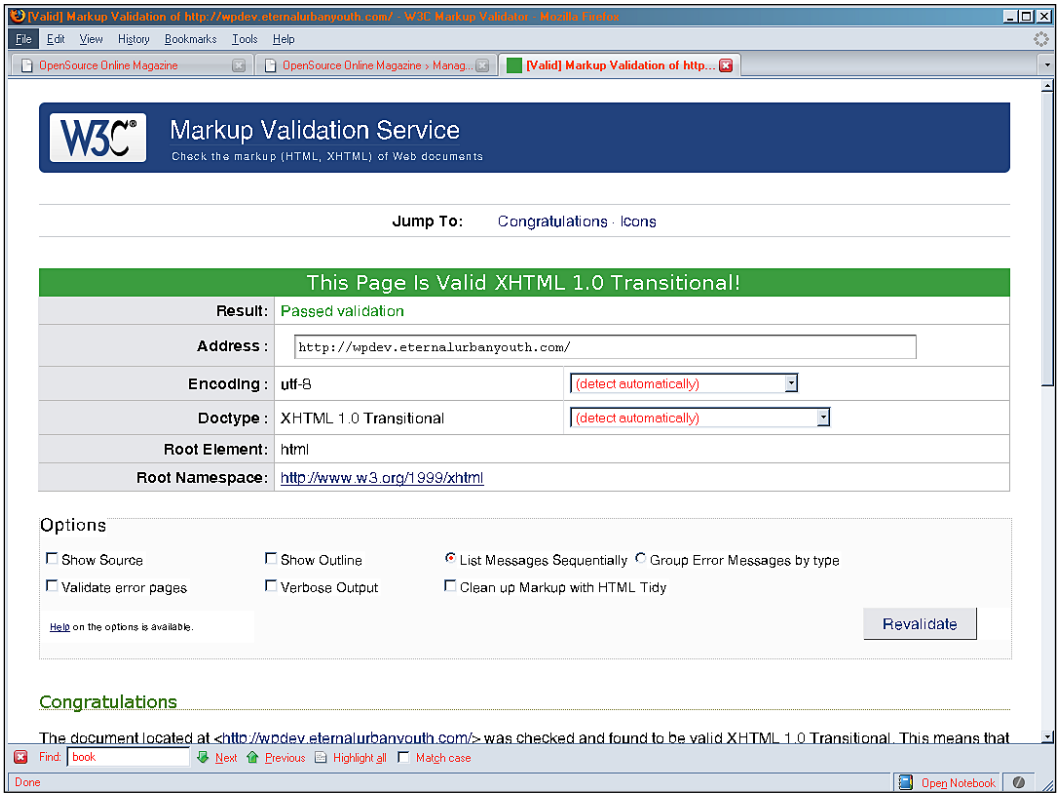 [Valid] Markup Validation of http://wpdev.eternalurbanyouth.com/ - W3C Markup Validator - Mozilla Firefox
File Edit View History Bookmarks Tools Help
OpenSource Online Magazine OpenSource Online Magazine > Manag... [Valid] Markup Validation of http...
W3C® Markup Validation Service
Check the markup (HTML, XHTML) of Web documents
Jump To: Congratulations · Icons
This Page Is Valid XHTML 1.0 Transitional!
Result: Passed validation
Address : http://wpdev.eternalurbanyouth.com/
Encoding : utf-8 (detect automatically)
Doctype : XHTML 1.0 Transitional (detect automatically)
Root Element: html
Root Namespace: http://www.w3.org/1999/xhtml
Options
Show Source Show Outline List Messages Sequentially Group Error Messages by type
Validate error pages Verbose Output Clean up Markup with HTML Tidy
Help on the options is available.
Revalidate
Congratulations
The document located at <http://wpdev.eternalurbanyouth.com/> was checked and found to be valid XHTML 1.0 Transitional. This means that
Find: book Next Previous Highlight all Match case
Done Open Notebook